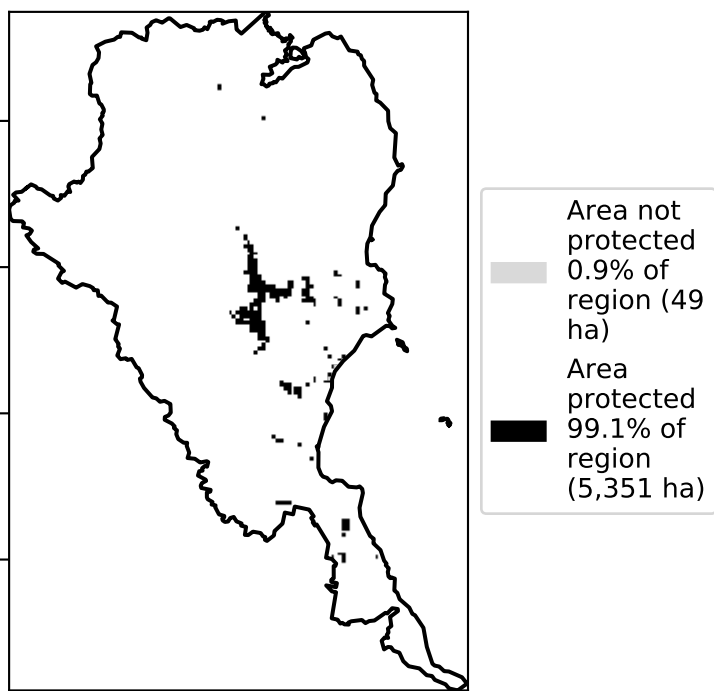 Area not
protected
0.9% of
region (49
ha)
Area
protected
99.1% of
region
(5,351 ha)